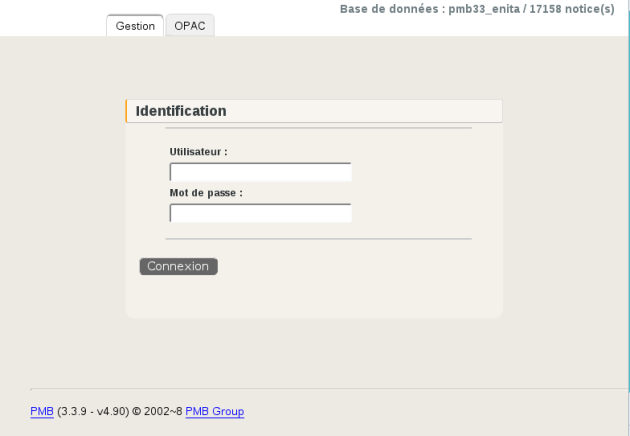 Base de données : pmb33_enita / 17158 notice(s)
Gestion OPAC
Identification
Utilisateur :
Mot de passe :
Connexion
PMB (3.3.9 - v4.90) © 2002~8 PMB Group